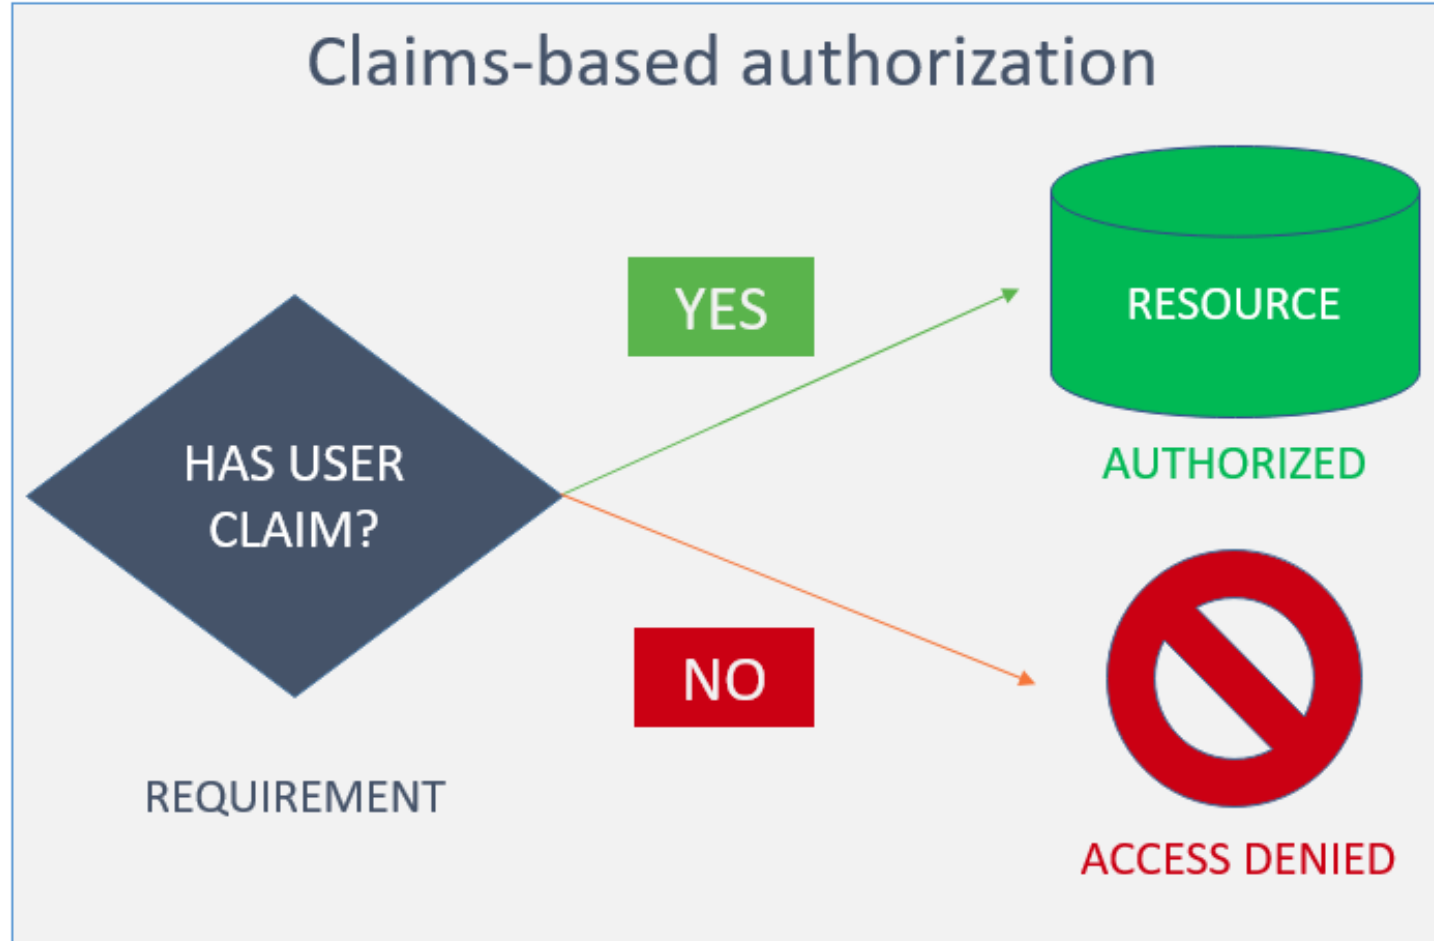 Claims-based authorization
YES
RESOURCE
HAS USER
CLAIM?
AUTHORIZED
NO
REQUIREMENT
ACCESS DENIED